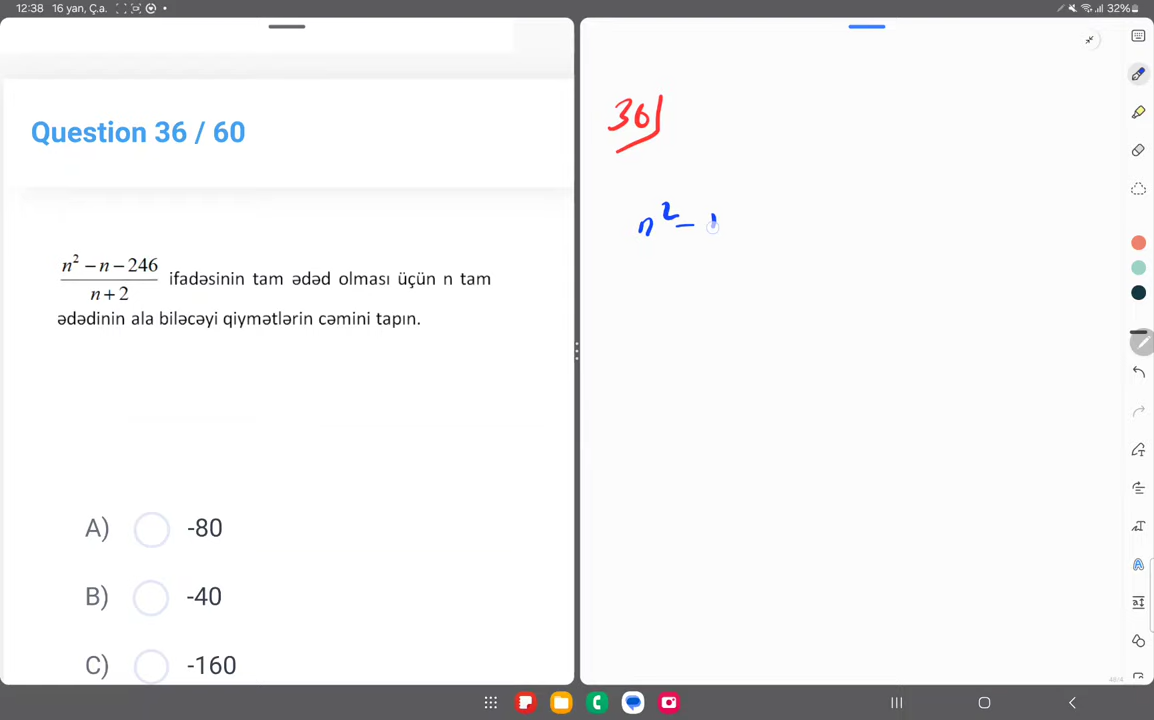 12:38 16 yan, Ç.a. 32%
Question 36 / 60
n² – n – 246
ifadəsinin tam ədəd olması üçün n tam
n + 2
ədədinin ala biləcəyi qiymətlərin cəmini tapın.
A) -80
B) -40
C) -160
36)
n² –